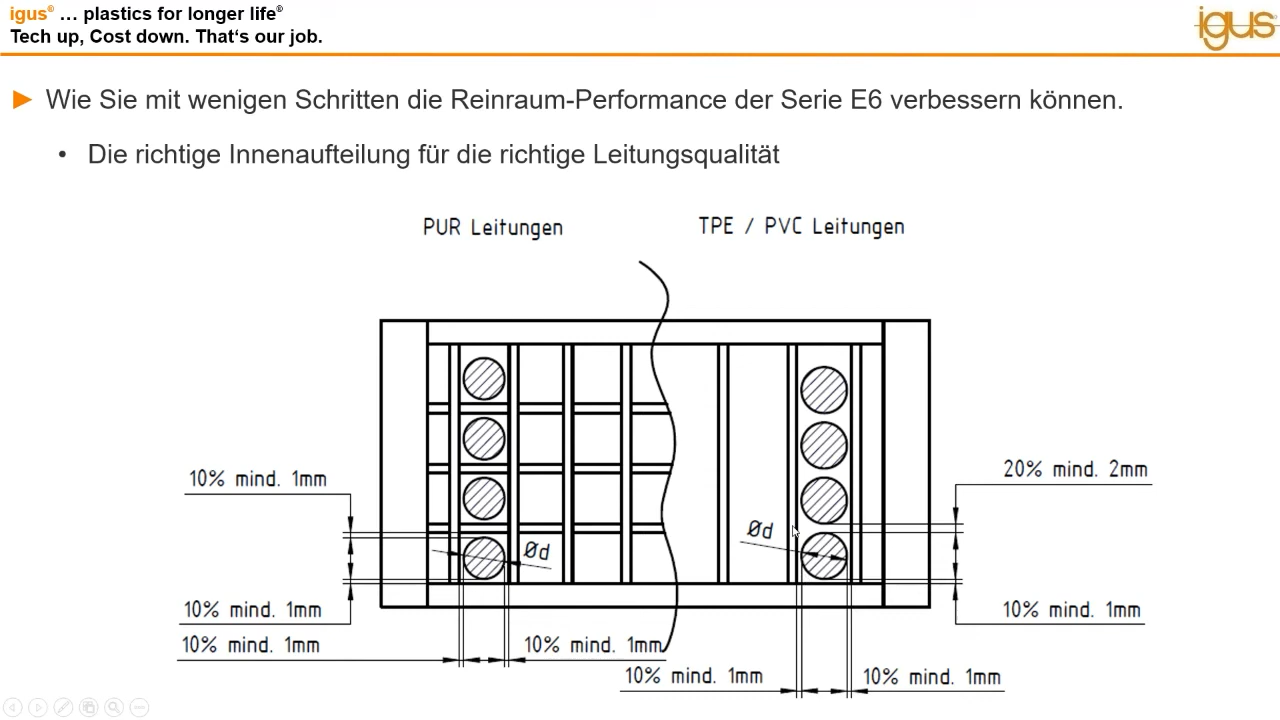 igus® … plastics for longer life®
Tech up, Cost down. That‘s our job.
igus®
Wie Sie mit wenigen Schritten die Reinraum-Performance der Serie E6 verbessern können.
• Die richtige Innenaufteilung für die richtige Leitungsqualität
PUR Leitungen
TPE / PVC Leitungen
10% mind. 1mm
20% mind. 2mm
Ød
Ød
10% mind. 1mm
10% mind. 1mm
10% mind. 1mm
10% mind. 1mm
10% mind. 1mm
10% mind. 1mm